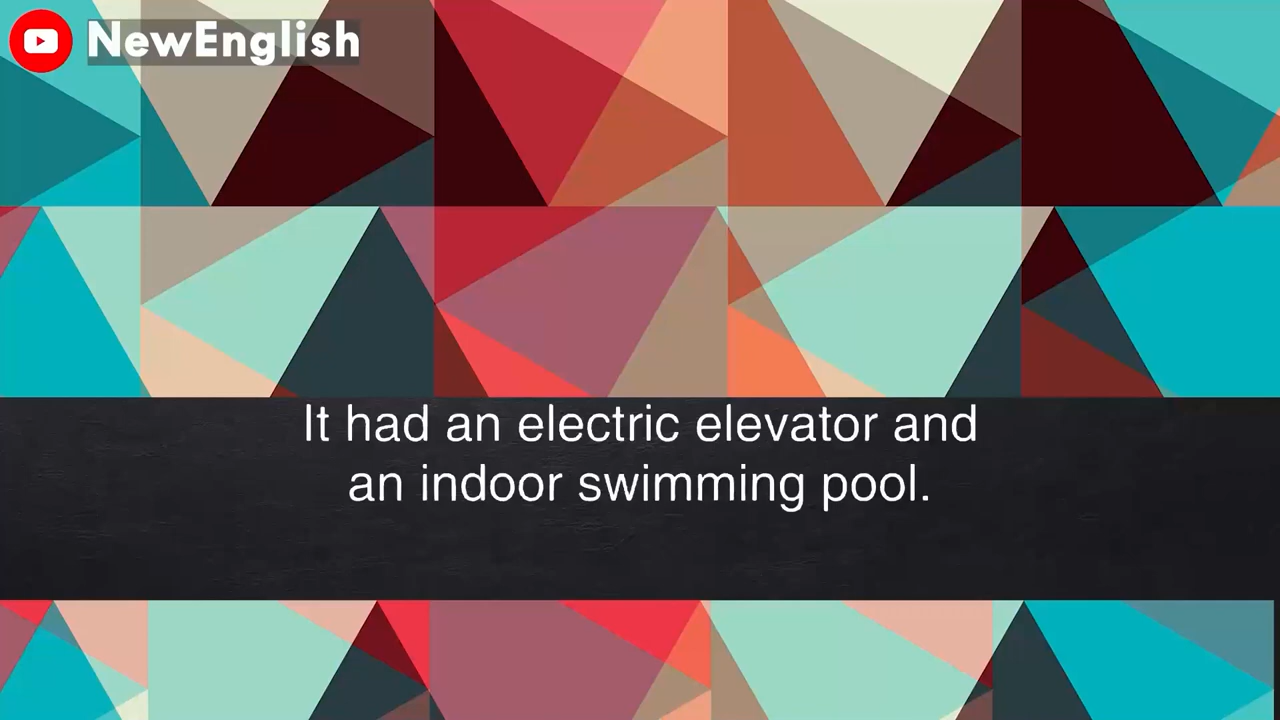 NewEnglish
It had an electric elevator and
an indoor swimming pool.